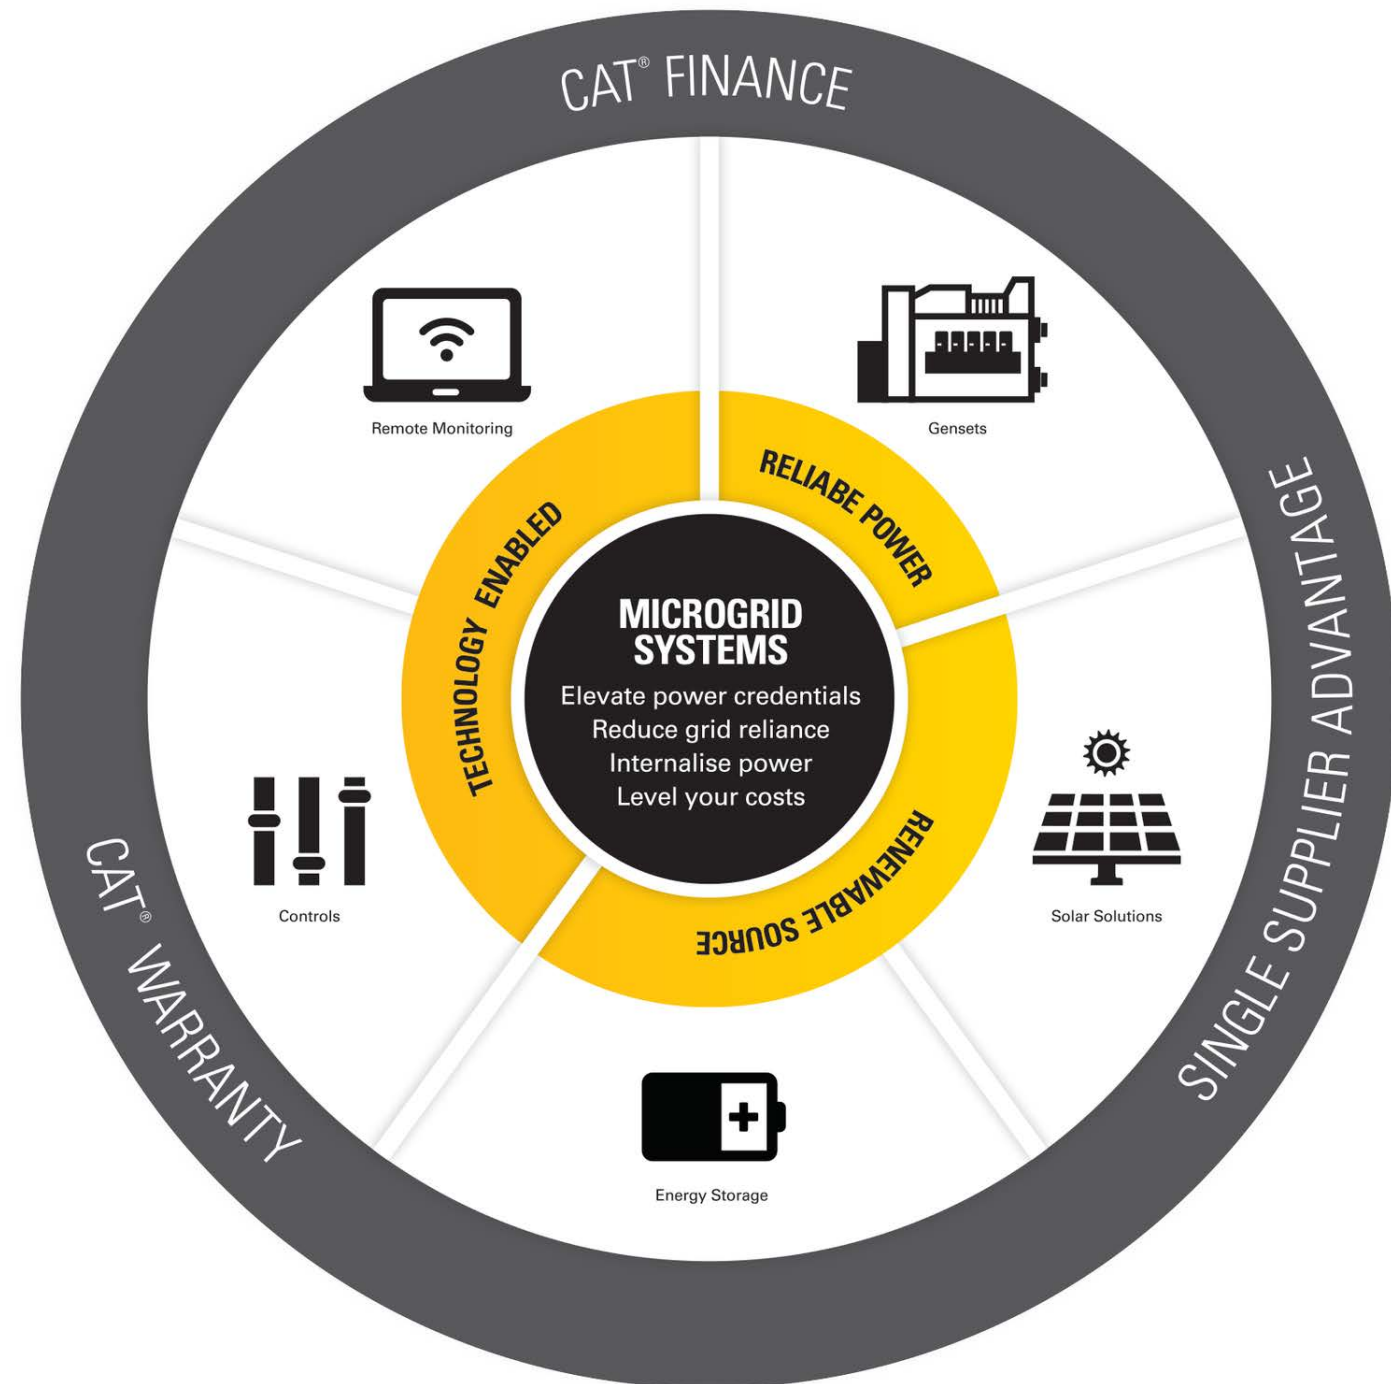 CAT® FINANCE
Remote Monitoring
Gensets
TECHNOLOGY ENABLED
RELIABE POWER
MICROGRID
SYSTEMS
Elevate power credentials
Reduce grid reliance
Internalise power
Level your costs
RENEWABLE SOURCE
Controls
Solar Solutions
Energy Storage
CAT® WARRANTY
SINGLE SUPPLIER ADVANTAGE